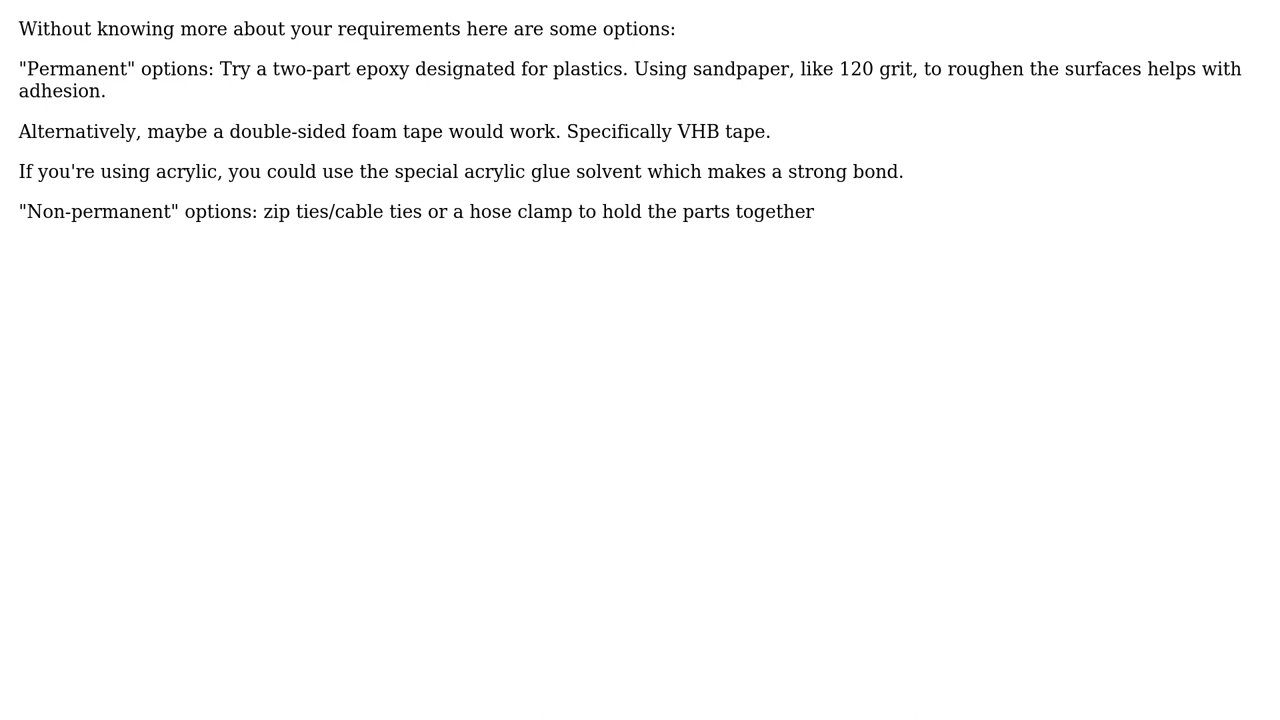 Without knowing more about your requirements here are some options:
"Permanent" options: Try a two-part epoxy designated for plastics. Using sandpaper, like 120 grit, to roughen the surfaces helps with
adhesion.
Alternatively, maybe a double-sided foam tape would work. Specifically VHB tape.
If you're using acrylic, you could use the special acrylic glue solvent which makes a strong bond.
"Non-permanent" options: zip ties/cable ties or a hose clamp to hold the parts together